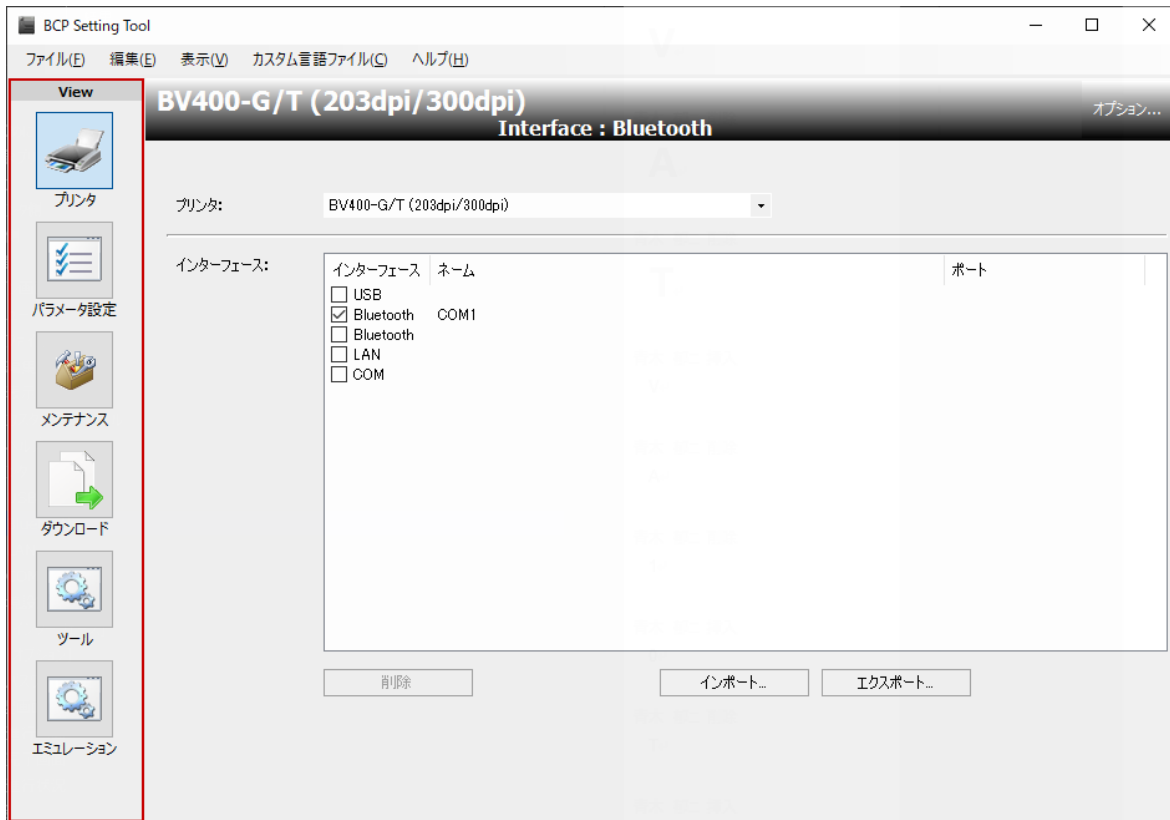 BCP Setting Tool
ファイル(F) 編集(E) 表示(V) カスタム言語ファイル(C) ヘルプ(H)
View
プリンタ
パラメータ設定
メンテナンス
ダウンロード
ツール
エミュレーション
BV400-G/T (203dpi/300dpi)
Interface : Bluetooth
オプション...
プリンタ: BV400-G/T (203dpi/300dpi)
インターフェース:
インターフェース ネーム ポート
USB
Bluetooth COM1
Bluetooth
LAN
COM
削除 インポート... エクスポート...